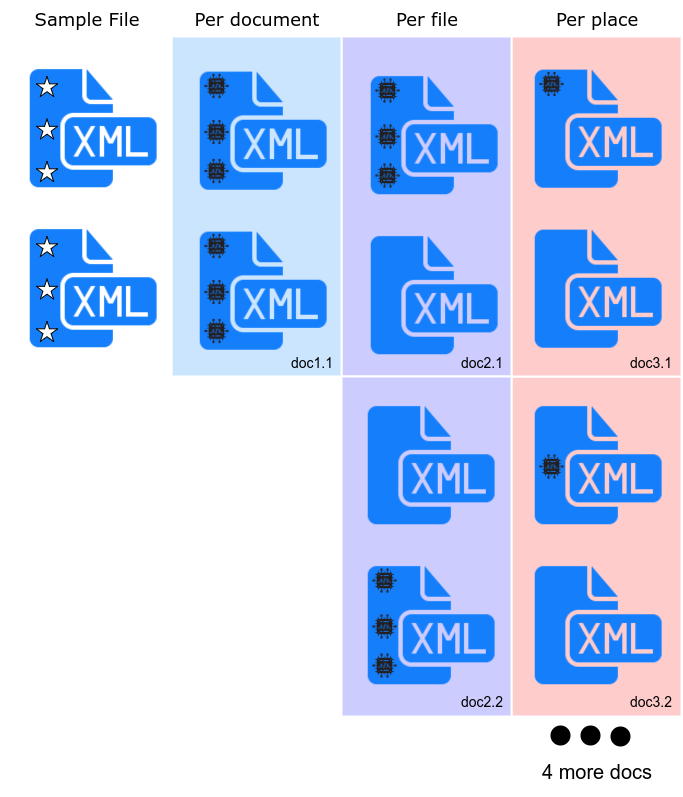 Sample File
Per document
Per file
Per place
XML
XML
XML
XML
XML
XML
XML
XML
doc1.1
doc2.1
doc3.1
XML
XML
XML
XML
doc2.2
doc3.2
4 more docs